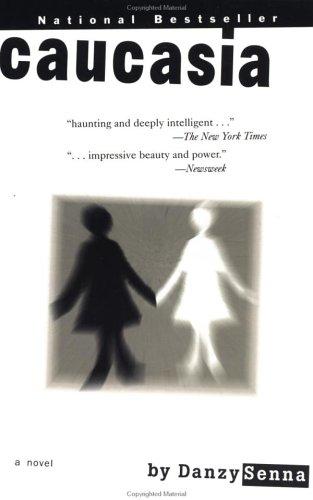 National Bestseller
caucasia
“haunting and deeply intelligent . . .”
—The New York Times
“. . . impressive beauty and power.”
—Newsweek
a novel
by Danzy Senna